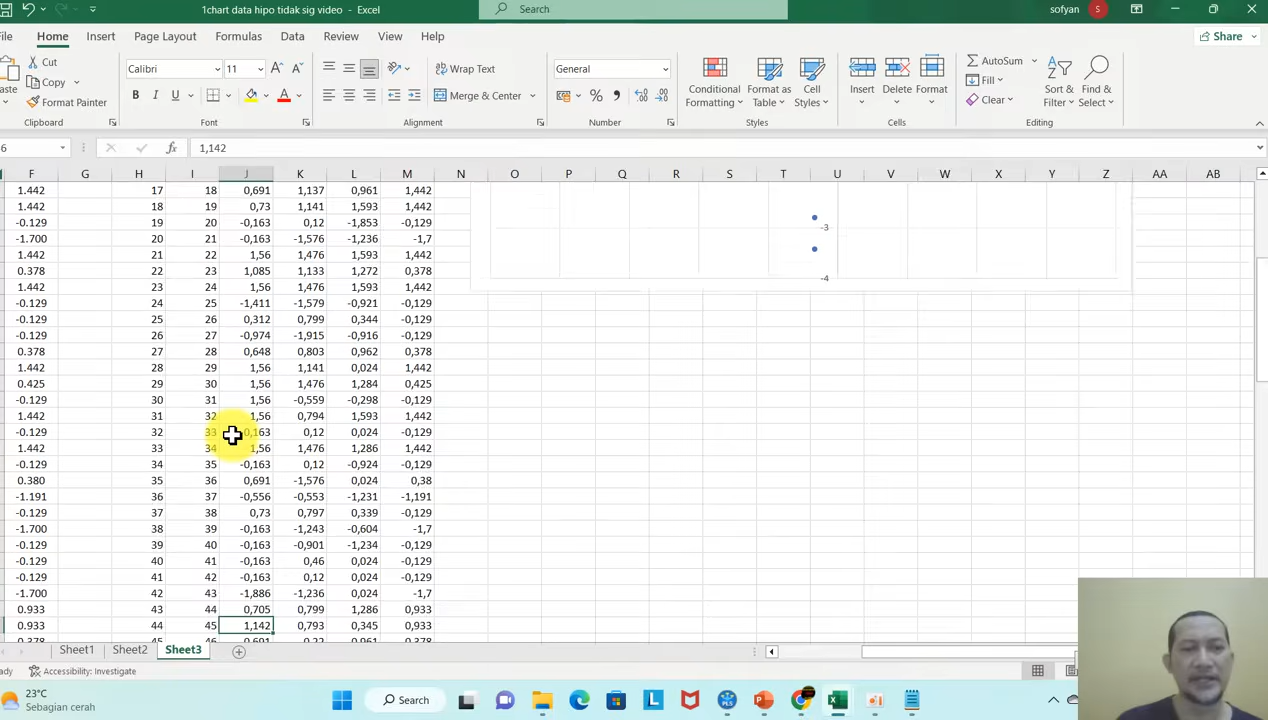 1chart data hipo tidak sig video - Excel
Search
sofyan
S
Home Insert Page Layout Formulas Data Review View Help
Share
Cut
Copy
Format Painter
Clipboard
Calibri 11
B I U
Font
Wrap Text
Merge & Center
Alignment
General
Number
Conditional Formatting
Format as Table
Cell Styles
Styles
Insert Delete Format
Cells
AutoSum
Fill
Clear
Sort & Filter
Find & Select
Editing
1,142
F G H I J K L M N O P Q R S T U V W X Y Z AA AB
1.442 17 18 0,691 1,137 0,961 1,442
1.442 18 19 0,73 1,141 1,593 1,442
-0.129 19 20 -0,163 0,12 -1,853 -0,129
-1.700 20 21 -0,163 -1,576 -1,236 -1,7
1.442 21 22 1,56 1,476 1,593 1,442
0.378 22 23 1,085 1,133 1,272 0,378
1.442 23 24 1,56 1,476 1,593 1,442
-0.129 24 25 -1,411 -1,579 -0,921 -0,129
-0.129 25 26 0,312 0,799 0,344 -0,129
-0.129 26 27 -0,974 -1,915 -0,916 -0,129
0.378 27 28 0,648 0,803 0,962 0,378
1.442 28 29 1,56 1,141 0,024 1,442
0.425 29 30 1,56 1,476 1,284 0,425
-0.129 30 31 1,56 -0,559 -0,298 -0,129
1.442 31 32 1,56 0,794 1,593 1,442
-0.129 32 33 0,163 0,12 0,024 -0,129
1.442 33 34 1,56 1,476 1,286 1,442
-0.129 34 35 -0,163 0,12 -0,924 -0,129
0.380 35 36 0,691 -1,576 0,024 0,38
-1.191 36 37 -0,556 -0,553 -1,231 -1,191
-0.129 37 38 0,73 0,797 0,339 -0,129
-1.700 38 39 -0,163 -1,243 -0,604 -1,7
-0.129 39 40 -0,163 -0,901 -1,234 -0,129
-0.129 40 41 -0,163 0,46 0,024 -0,129
-0.129 41 42 -0,163 0,12 0,024 -0,129
-1.700 42 43 -1,886 -1,236 0,024 -1,7
0.933 43 44 0,705 0,799 1,286 0,933
0.933 44 45 1,142 0,793 0,345 0,933
-3
-4
Sheet1 Sheet2 Sheet3
Accessibility: Investigate
23°C
Sebagian cerah
Search